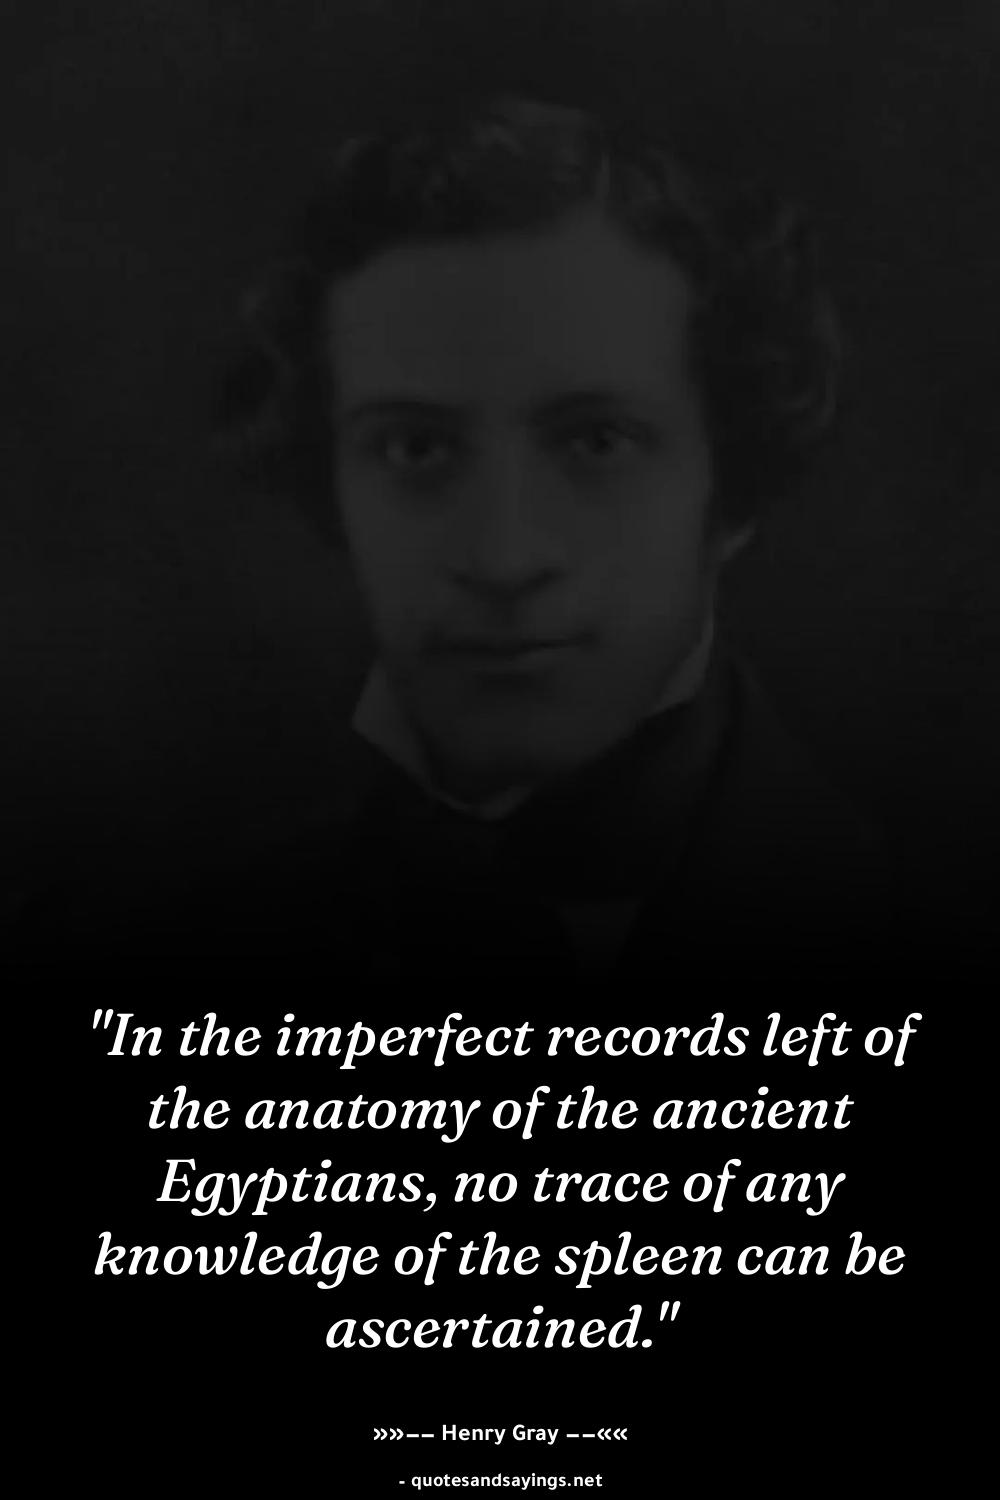 "In the imperfect records left of
the anatomy of the ancient
Egyptians, no trace of any
knowledge of the spleen can be
ascertained."
»»–– Henry Gray ––««
- quotesandsayings.net